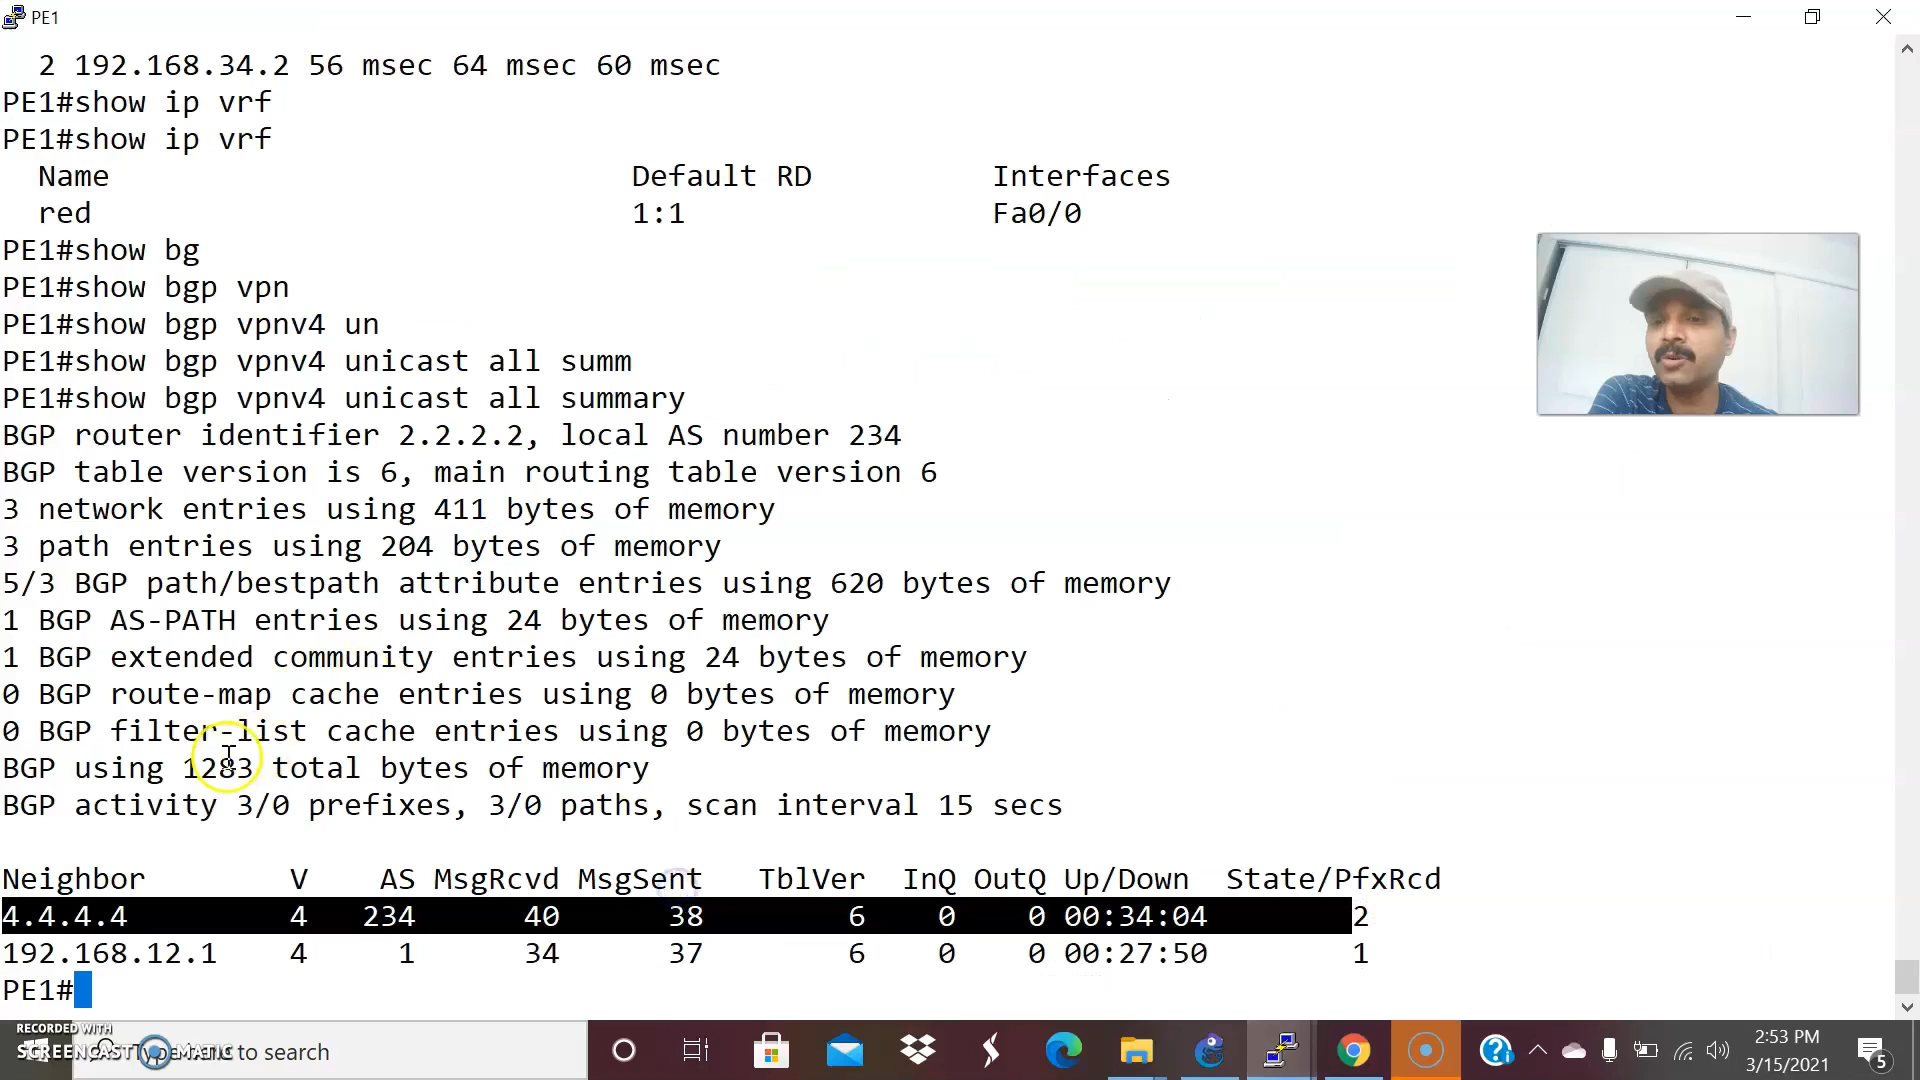 PE1
2 192.168.34.2 56 msec 64 msec 60 msec
PE1#show ip vrf
PE1#show ip vrf
Name Default RD Interfaces
red 1:1 Fa0/0
PE1#show bg
PE1#show bgp vpn
PE1#show bgp vpnv4 un
PE1#show bgp vpnv4 unicast all summ
PE1#show bgp vpnv4 unicast all summary
BGP router identifier 2.2.2.2, local AS number 234
BGP table version is 6, main routing table version 6
3 network entries using 411 bytes of memory
3 path entries using 204 bytes of memory
5/3 BGP path/bestpath attribute entries using 620 bytes of memory
1 BGP AS-PATH entries using 24 bytes of memory
1 BGP extended community entries using 24 bytes of memory
0 BGP route-map cache entries using 0 bytes of memory
0 BGP filter-list cache entries using 0 bytes of memory
BGP using 1283 total bytes of memory
BGP activity 3/0 prefixes, 3/0 paths, scan interval 15 secs
Neighbor V AS MsgRcvd MsgSent TblVer InQ OutQ Up/Down State/PfxRcd
4.4.4.4 4 234 40 38 6 0 0 00:34:04 2
192.168.12.1 4 1 34 37 6 0 0 00:27:50 1
PE1#
RECORDED WITH
SCREENCAST MATIC
Type here to search
2:53 PM
3/15/2021
5